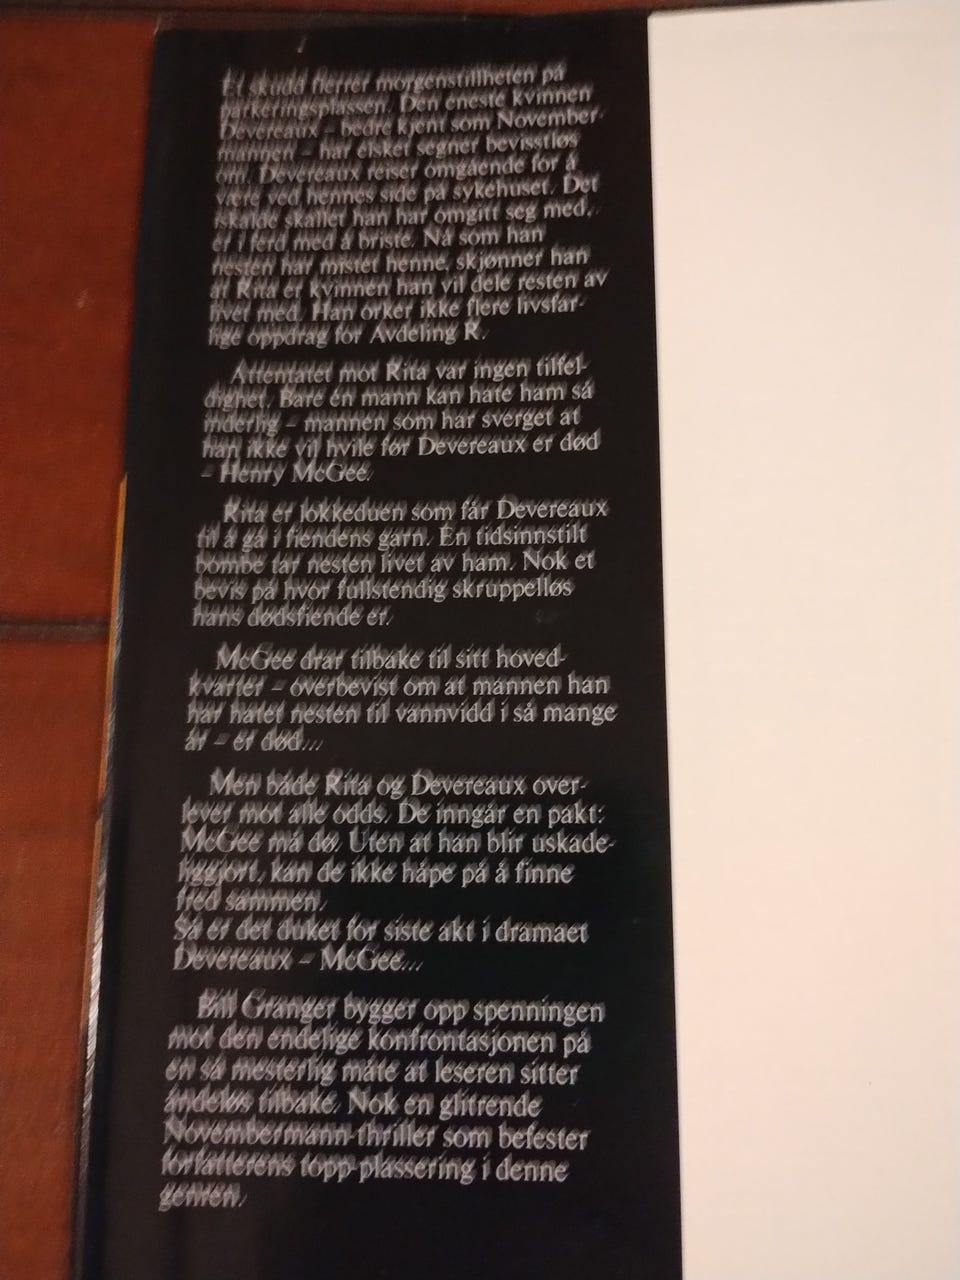 Et skudd flerrer morgenstillheten på
parkeringsplassen. Den eneste kvinnen
Devereaux – bedre kjent som November-
mannen – har elsket segner bevisstløs
om. Devereaux reiser omgående for å
være ved hennes side på sykehuset. Det
iskalde skallet han har omgitt seg med,
er i ferd med å briste. Nå som han
nesten har mistet henne, skjønner han
at Rita er kvinnen han vil dele resten av
livet med. Han orker ikke flere livsfar-
lige oppdrag for Avdeling R.
Attentatet mot Rita var ingen tilfel-
dighet. Bare én mann kan hate ham så
inderlig – mannen som har sverget at
han ikke vil hvile før Devereaux er død
– Henry McGee.
Rita er lokkeduen som får Devereaux
til å gå i fiendens garn. En tidsinnstilt
bombe tar nesten livet av ham. Nok et
bevis på hvor fullstendig skruppelløs
hans dødsfiende er.
McGee drar tilbake til sitt hoved-
kvarter – overbevist om at mannen han
har hatet nesten til vannvidd i så mange
år – er død...
Men både Rita og Devereaux over-
lever mot alle odds. De inngår en pakt:
McGee må dø. Uten at han blir uskade-
liggjort, kan de ikke håpe på å finne
fred sammen.
Så er det duket for siste akt i dramaet
Devereaux – McGee...
Bill Granger bygger opp spenningen
mot den endelige konfrontasjonen på
en så mesterlig måte at leseren sitter
åndeløs tilbake. Nok en glitrende
Novembermann-thriller som befester
forfatterens topp-plassering i denne
genren.